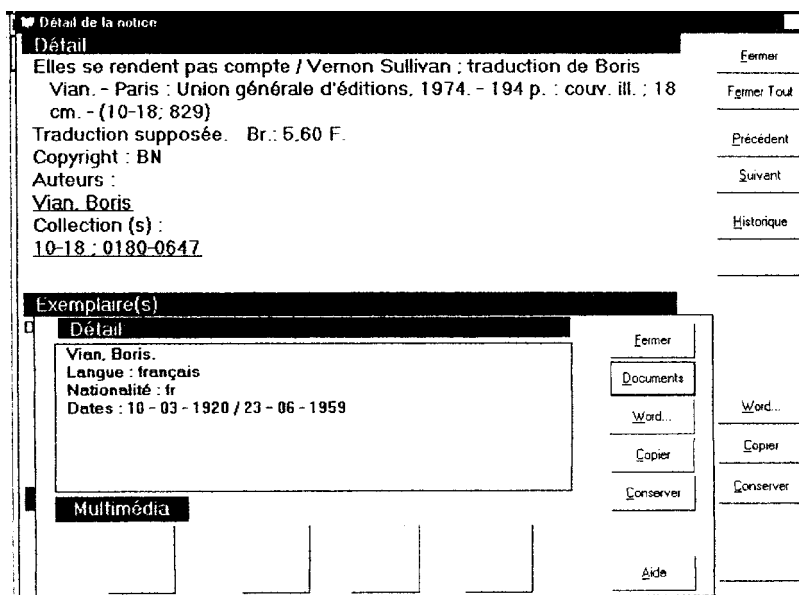 Détail de la notice
Détail
Elles se rendent pas compte / Vernon Sullivan ; traduction de Boris
Vian. - Paris : Union générale d'éditions, 1974. - 194 p. : couv. ill. ; 18
cm. - (10-18; 829)
Traduction supposée. Br.: 5,60 F.
Copyright : BN
Auteurs :
Vian, Boris
Collection (s) :
10-18 ; 0180-0647
Fermer
Fermer Tout
Précédent
Suivant
Historique
Exemplaire(s)
D
Détail
Vian, Boris.
Langue : français
Nationalité : fr
Dates : 10 - 03 - 1920 / 23 - 06 - 1959
Fermer
Documents
Word...
Copier
Conserver
Aide
Multimédia
Word...
Copier
Conserver